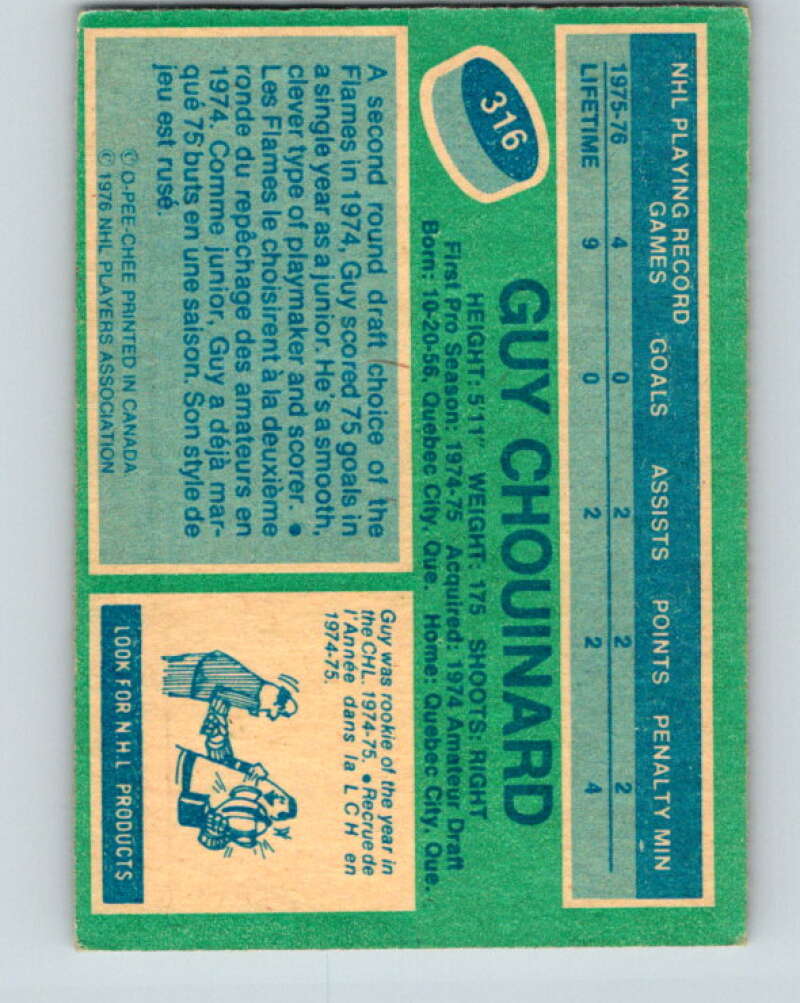 NHL PLAYING RECORD
GAMES GOALS ASSISTS POINTS PENALTY MIN
1975-76 4 0 2 2 2
LIFETIME 9 0 2 2 4
316
GUY CHOUINARD
HEIGHT: 5'11" WEIGHT: 175 SHOOTS: RIGHT
First Pro Season: 1974-75 Acquired: 1974 Amateur Draft
Born: 10-20-56. Quebec City, Que. Home: Quebec City, Que.
A second round draft choice of the
Flames in 1974, Guy scored 75 goals in
a single year as a junior. He's a smooth,
clever type of playmaker and scorer. •
Les Flames le choisirent à la deuxième
ronde du repêchage des amateurs en
1974. Comme junior, Guy a déjà mar-
qué 75 buts en une saison. Son style de
jeu est rusé.
© O-PEE-CHEE PRINTED IN CANADA
© 1976 NHL PLAYERS ASSOCIATION
Guy was rookie of the year in
the CHL, 1974-75. • Recrue de
l'Année dans la L C H en
1974-75.
LOOK FOR N.H.L PRODUCTS